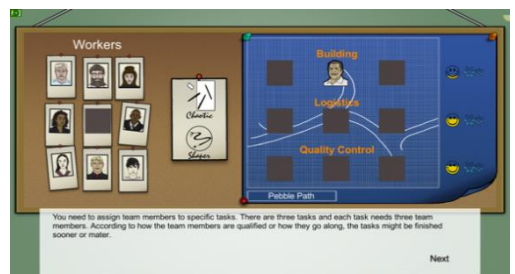 Workers
Building
Chaotic
Logistics
Shaper
Quality Control
Pebble Path
You need to assign team members to specific tasks. There are three tasks and each task needs three team
members. According to how the team members are qualified or how they go along, the tasks might be finished
sooner or mater.
Next